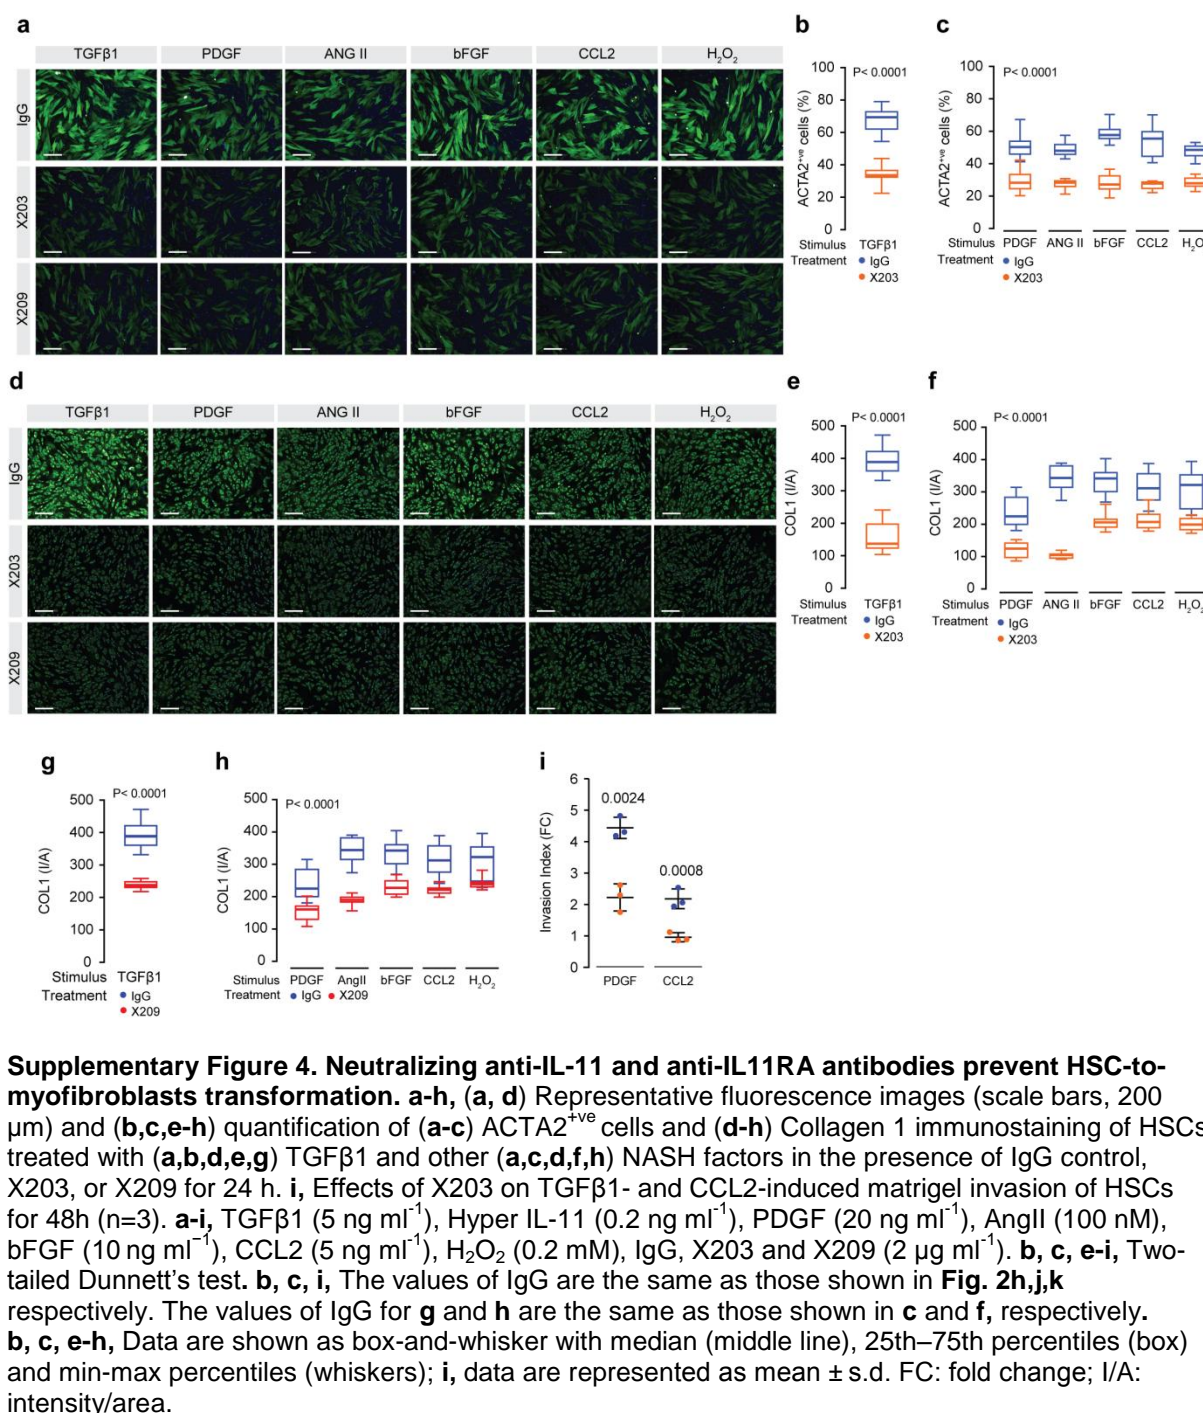 a
TGFβ1 PDGF ANG II bFGF CCL2 H₂O₂
IgG
X203
X209
b
P< 0.0001
ACTA2⁺ᵛᵉ cells (%)
100
80
60
40
20
0
Stimulus TGFβ1
Treatment IgG
X203
c
P< 0.0001
ACTA2⁺ᵛᵉ cells (%)
100
80
60
40
20
0
Stimulus PDGF ANG II bFGF CCL2 H₂O
Treatment IgG
X203
d
TGFβ1 PDGF ANG II bFGF CCL2 H₂O₂
IgG
X203
X209
e
P< 0.0001
COL1 (I/A)
500
400
300
200
100
0
Stimulus TGFβ1
Treatment IgG
X203
f
P< 0.0001
COL1 (I/A)
500
400
300
200
100
0
Stimulus PDGF ANG II bFGF CCL2 H₂O₂
Treatment IgG
X203
g
P< 0.0001
COL1 (I/A)
500
400
300
200
100
0
Stimulus TGFβ1
Treatment IgG
X209
h
P< 0.0001
COL1 (I/A)
500
400
300
200
100
0
Stimulus PDGF AngII bFGF CCL2 H₂O₂
Treatment IgG X209
i
Invasion Index (FC)
6
5
4
3
2
1
0
0.0024
0.0008
PDGF CCL2
Supplementary Figure 4. Neutralizing anti-IL-11 and anti-IL11RA antibodies prevent HSC-to-
myofibroblasts transformation. a-h, (a, d) Representative fluorescence images (scale bars, 200
µm) and (b,c,e-h) quantification of (a-c) ACTA2⁺ᵛᵉ cells and (d-h) Collagen 1 immunostaining of HSCs
treated with (a,b,d,e,g) TGFβ1 and other (a,c,d,f,h) NASH factors in the presence of IgG control,
X203, or X209 for 24 h. i, Effects of X203 on TGFβ1- and CCL2-induced matrigel invasion of HSCs
for 48h (n=3). a-i, TGFβ1 (5 ng ml⁻¹), Hyper IL-11 (0.2 ng ml⁻¹), PDGF (20 ng ml⁻¹), AngII (100 nM),
bFGF (10 ng ml⁻¹), CCL2 (5 ng ml⁻¹), H₂O₂ (0.2 mM), IgG, X203 and X209 (2 µg ml⁻¹). b, c, e-i, Two-
tailed Dunnett's test. b, c, i, The values of IgG are the same as those shown in Fig. 2h,j,k
respectively. The values of IgG for g and h are the same as those shown in c and f, respectively.
b, c, e-h, Data are shown as box-and-whisker with median (middle line), 25th–75th percentiles (box)
and min-max percentiles (whiskers); i, data are represented as mean ± s.d. FC: fold change; I/A:
intensity/area.